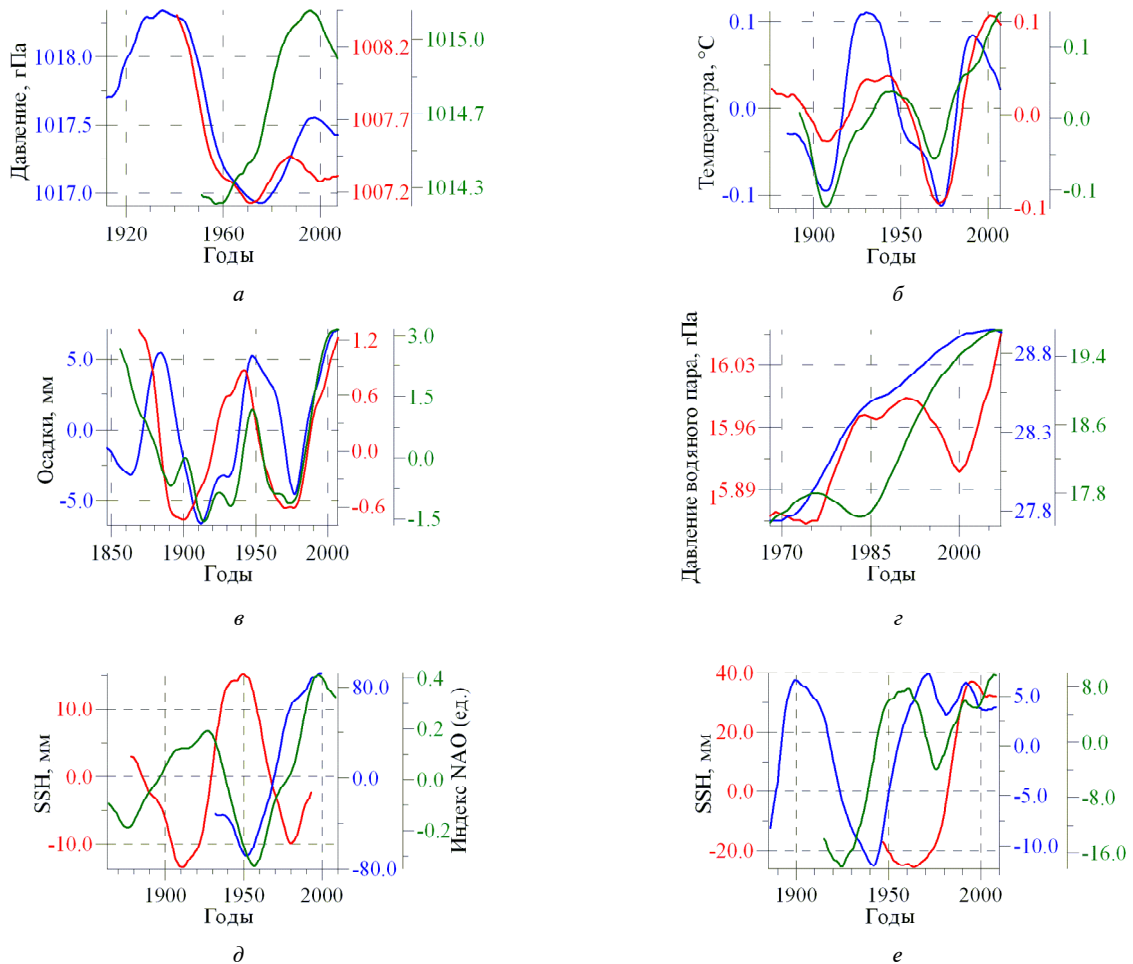 Давление, гПа
1018.0
1017.5
1017.0
1008.2
1007.7
1007.2
1015.0
1014.7
1014.3
1920 1960 2000
Годы
а
Температура, °С
0.1
0.0
-0.1
0.1
0.0
-0.1
0.1
0.0
-0.1
1900 1950 2000
Годы
б
Осадки, мм
5.0
0.0
-5.0
1.2
0.6
0.0
-0.6
3.0
1.5
0.0
-1.5
1850 1900 1950 2000
Годы
в
Давление водяного пара, гПа
16.03
15.96
15.89
28.8
28.3
27.8
19.4
18.6
17.8
1970 1985 2000
Годы
г
SSH, мм
10.0
0.0
-10.0
80.0
0.0
-80.0
0.4
0.2
0.0
-0.2
Индекс NAO (ед.)
1900 1950 2000
Годы
д
SSH, мм
40.0
20.0
0.0
-20.0
5.0
0.0
-5.0
-10.0
8.0
0.0
-8.0
-16.0
1900 1950 2000
Годы
е